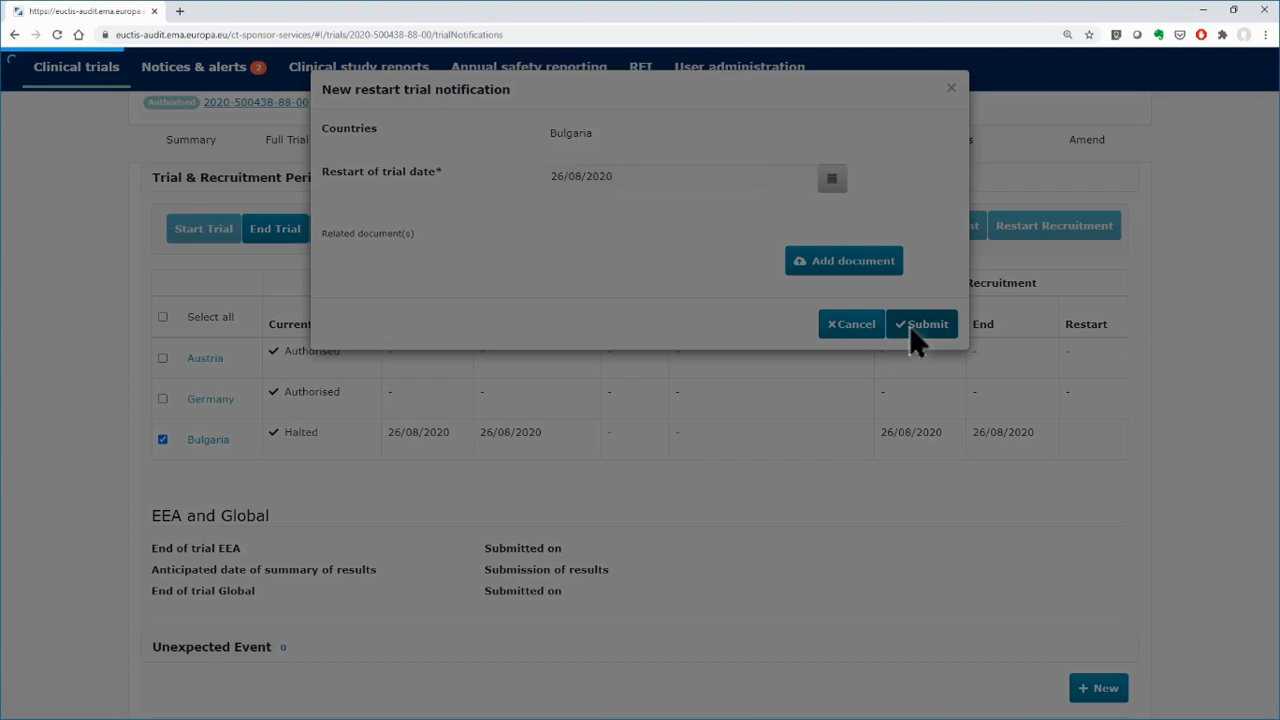 https://euctis-audit.ema.europa.eu
euctis-audit.ema.europa.eu/ct-sponsor-services/#!/trials/2020-500438-88-00/trialNotifications
Clinical trials Notices & alerts 2 Clinical study reports Annual safety reporting RFI User administration
New restart trial notification
Authorised 2020-500438-88-00
Countries Bulgaria
Summary Full Trial s Amend
Restart of trial date* 26/08/2020
Trial & Recruitment Peri
Start Trial End Trial nt Restart Recruitment
Related document(s)
Add document
Recruitment
Select all Current End Restart
Cancel Submit
Austria Authorised - - - - - - -
Germany Authorised - - - - - - -
Bulgaria Halted 26/08/2020 26/08/2020 - - 26/08/2020 26/08/2020
EEA and Global
End of trial EEA Submitted on
Anticipated date of summary of results Submission of results
End of trial Global Submitted on
Unexpected Event 0
+ New